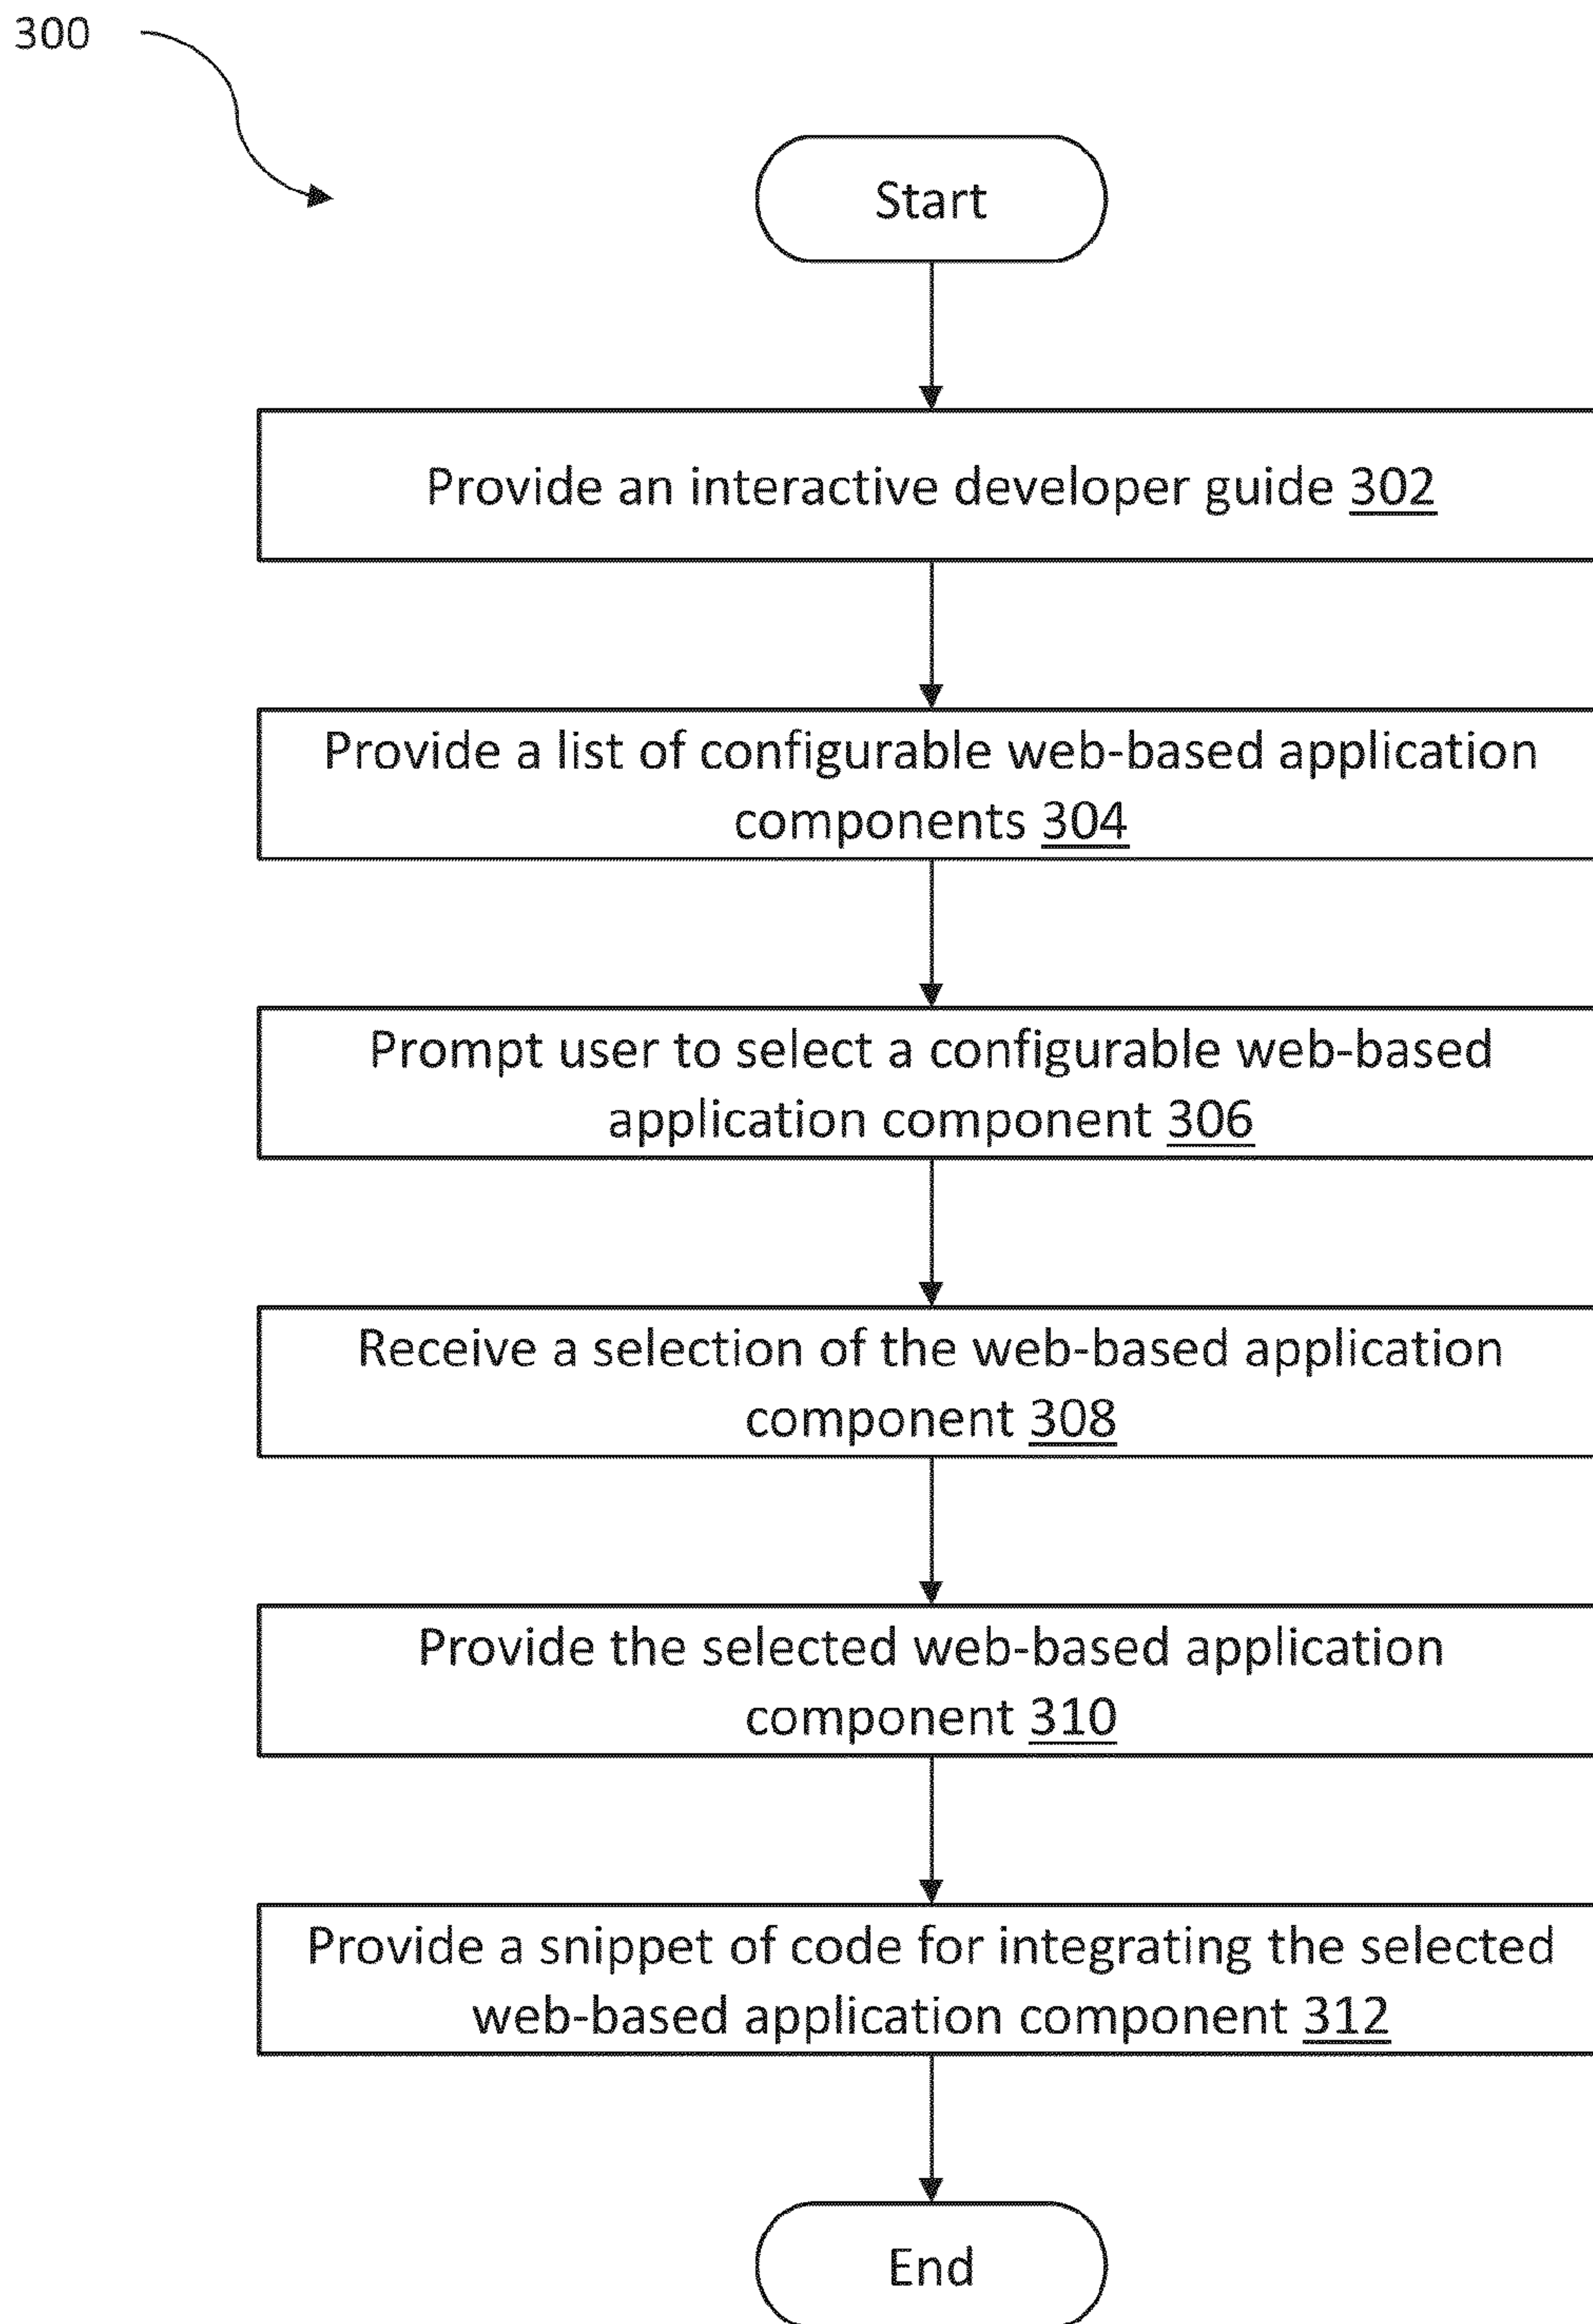 300
Start
Provide an interactive developer guide 302
Provide a list of configurable web-based application
components 304
Prompt user to select a configurable web-based
application component 306
Receive a selection of the web-based application
component 308
Provide the selected web-based application
component 310
Provide a snippet of code for integrating the selected
web-based application component 312
End